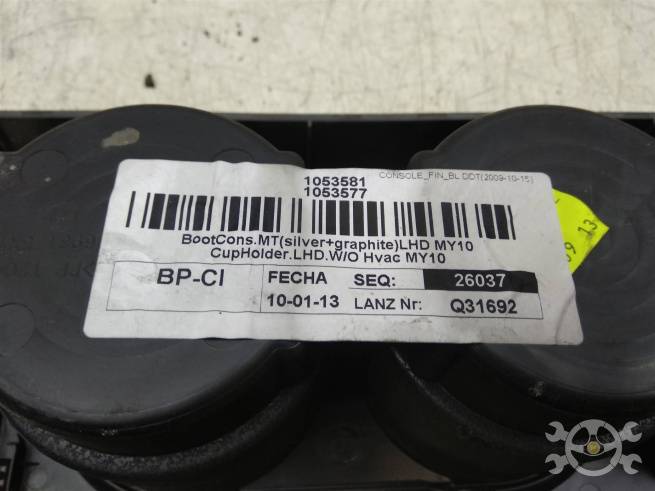 1053581
CONSOLE_FIN_BL DDT(2009-10-15)
1053577
BootCons.MT(silver+graphite)LHD MY10
CupHolder.LHD.W/O Hvac MY10
BP-CI
FECHA
SEQ:
26037
10-01-13
LANZ Nr:
Q31692
13